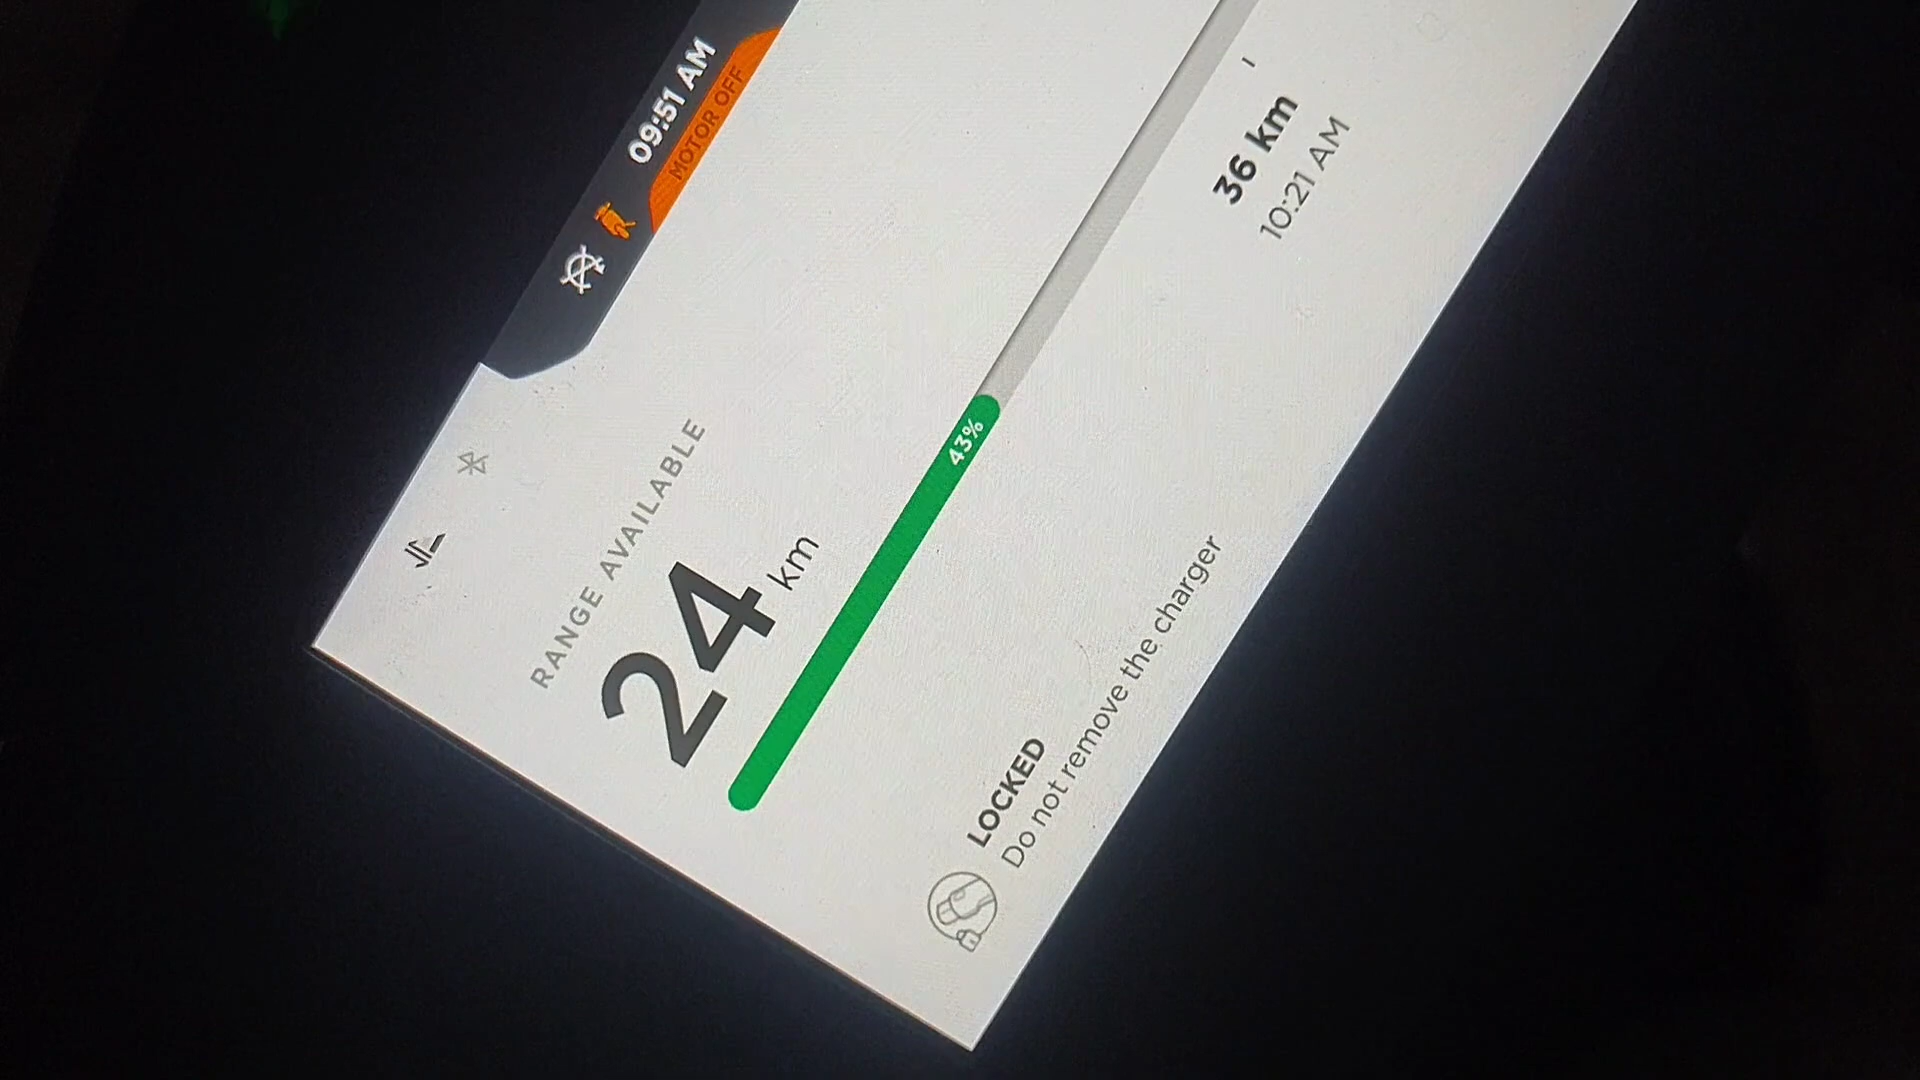 09:51 AM
MOTOR OFF
RANGE AVAILABLE
24 km
43%
36 km
10:21 AM
LOCKED
Do not remove the charger